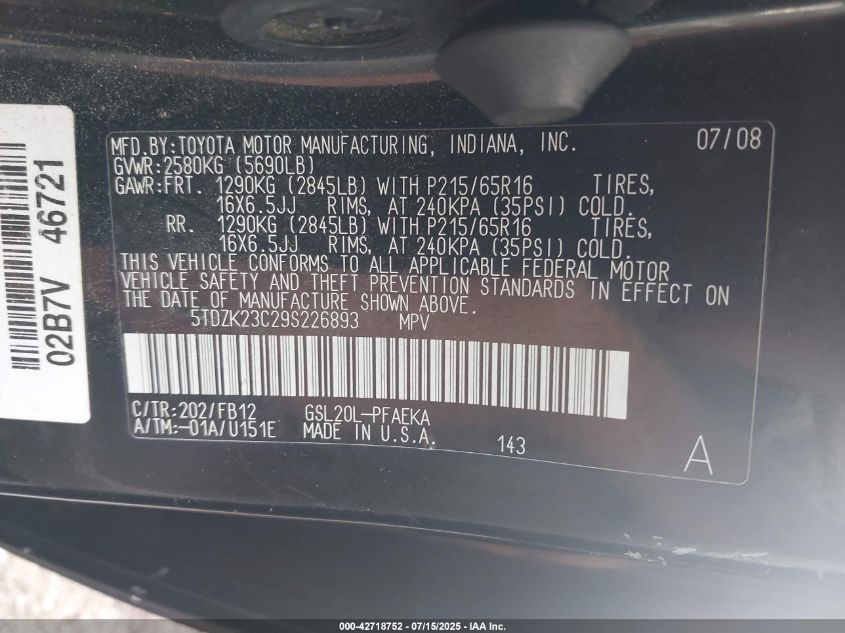 MFD.BY:TOYOTA MOTOR MANUFACTURING, INDIANA, INC. 07/08
GVWR:2580KG (5690LB)
GAWR:FRT. 1290KG (2845LB) WITH P215/65R16 TIRES,
16X6.5JJ RIMS, AT 240KPA (35PSI) COLD.
RR. 1290KG (2845LB) WITH P215/65R16 TIRES,
16X6.5JJ RIMS, AT 240KPA (35PSI) COLD.
THIS VEHICLE CONFORMS TO ALL APPLICABLE FEDERAL MOTOR
VEHICLE SAFETY AND THEFT PREVENTION STANDARDS IN EFFECT ON
THE DATE OF MANUFACTURE SHOWN ABOVE.
5TDZK23C29S226893 MPV
C/TR:202/FB12 GSL20L-PFAEKA
A/TM:-01A/U151E MADE IN U.S.A. 143 A
02B7V 46721
000-42718752 - 07/15/2025 - IAA Inc.